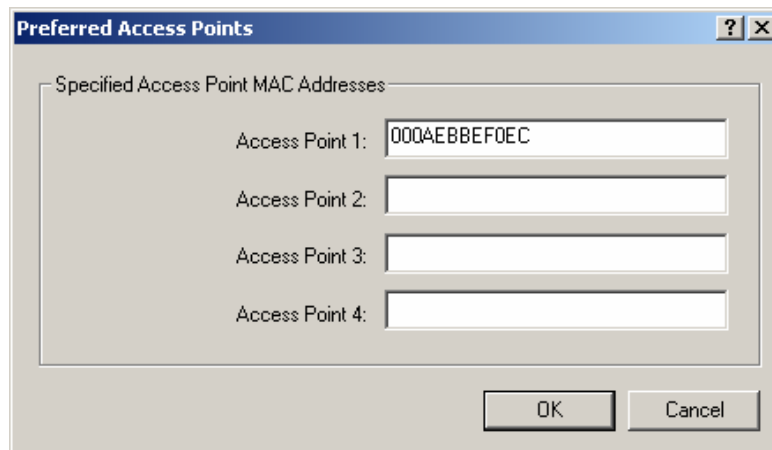 Preferred Access Points
Specified Access Point MAC Addresses
Access Point 1: 000AEBBEF0EC
Access Point 2:
Access Point 3:
Access Point 4:
OK Cancel